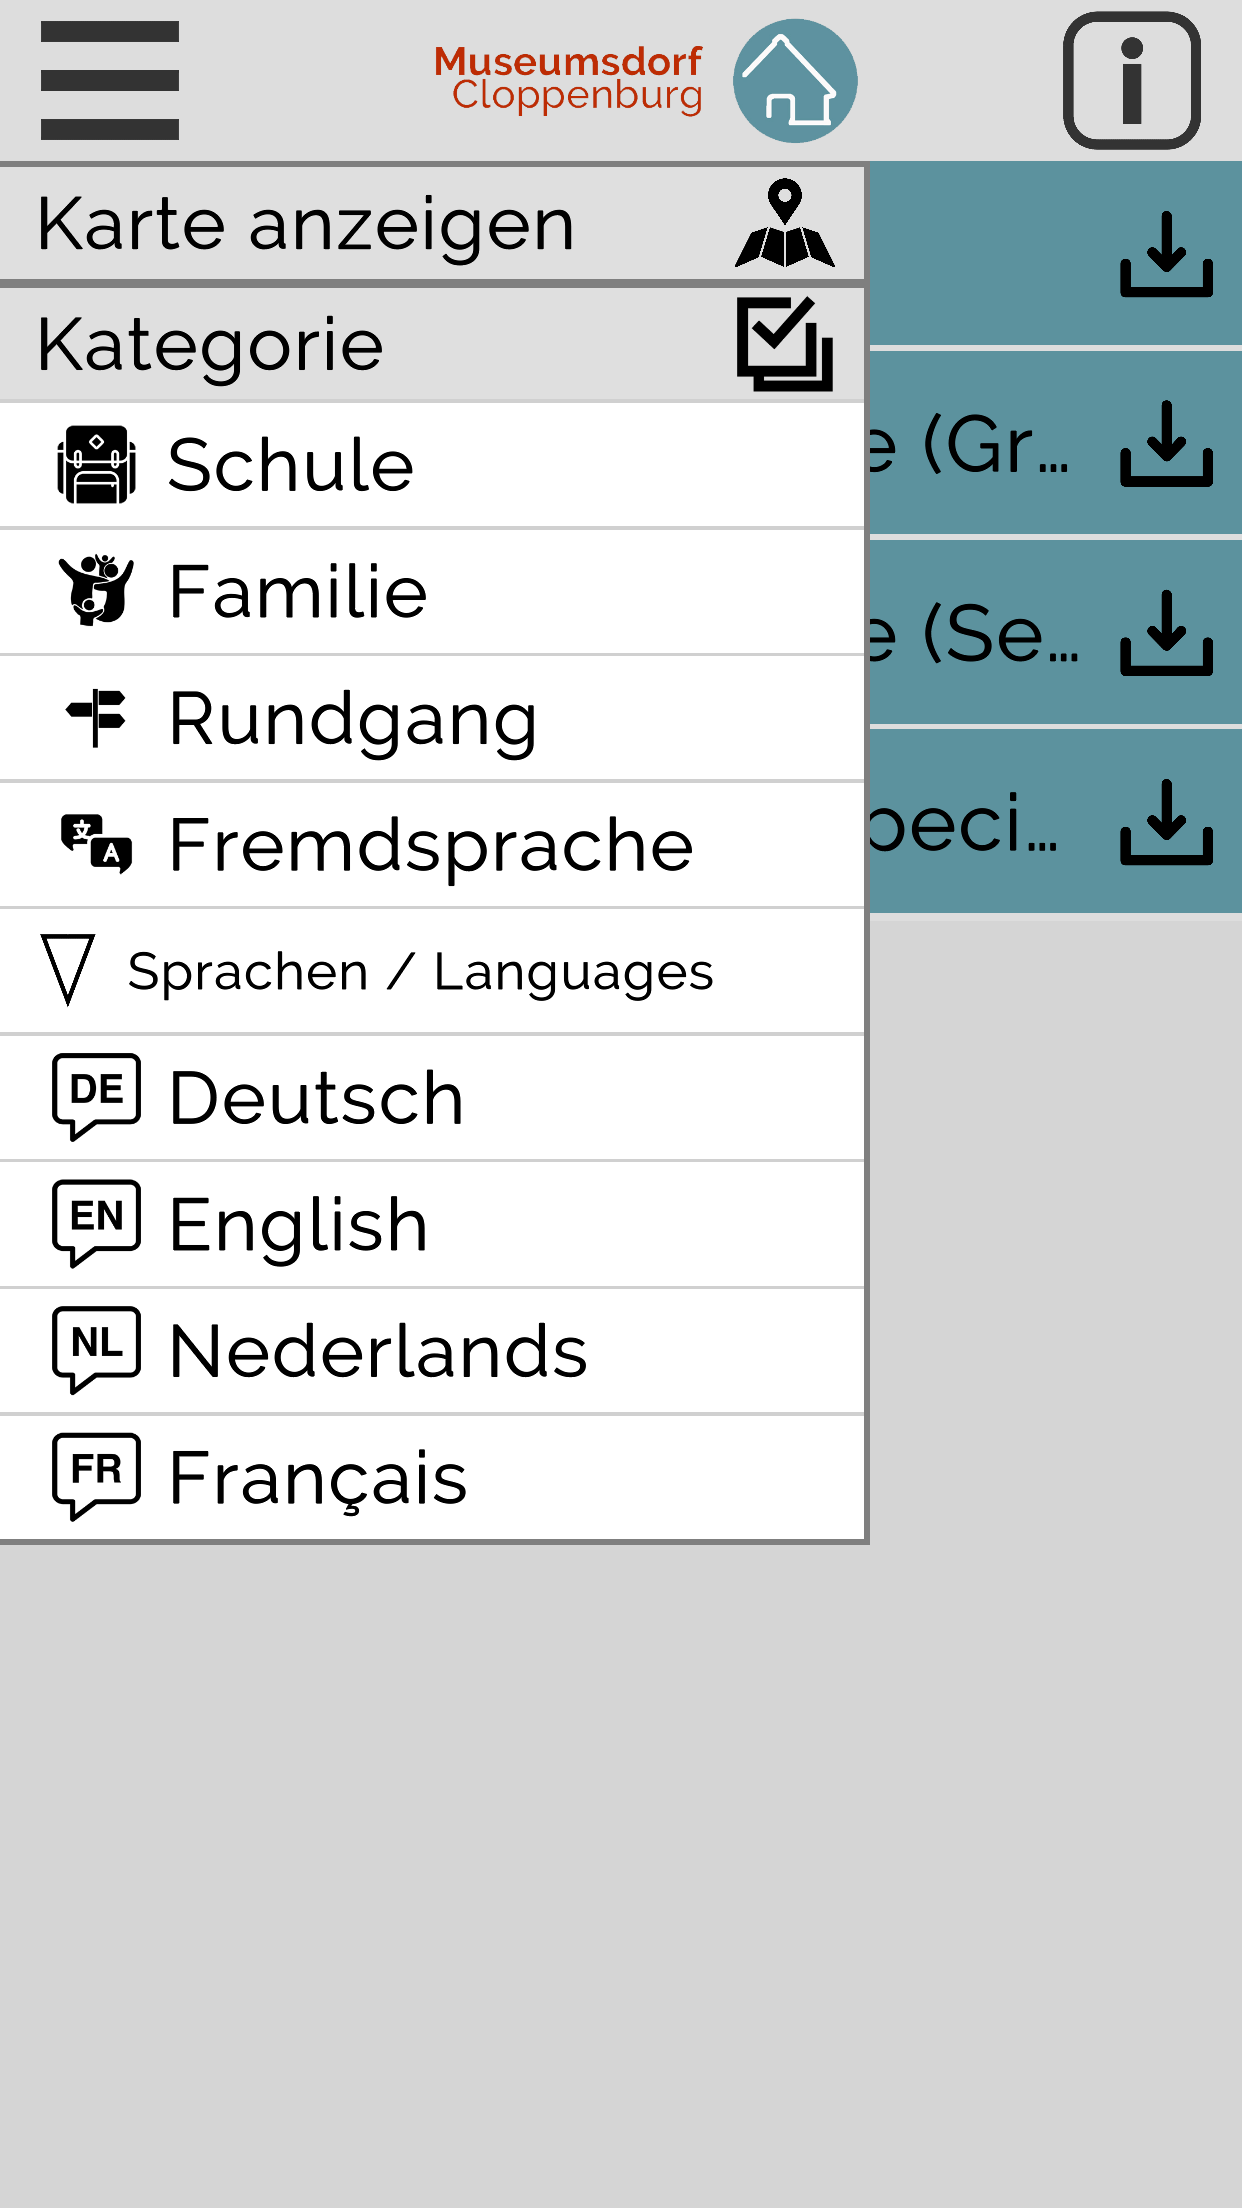 Museumsdorf
Cloppenburg
Karte anzeigen
Kategorie
Schule
e (Gr...
Familie
e (Se...
Rundgang
Fremdsprache
peci...
Sprachen / Languages
DE Deutsch
EN English
NL Nederlands
FR Français